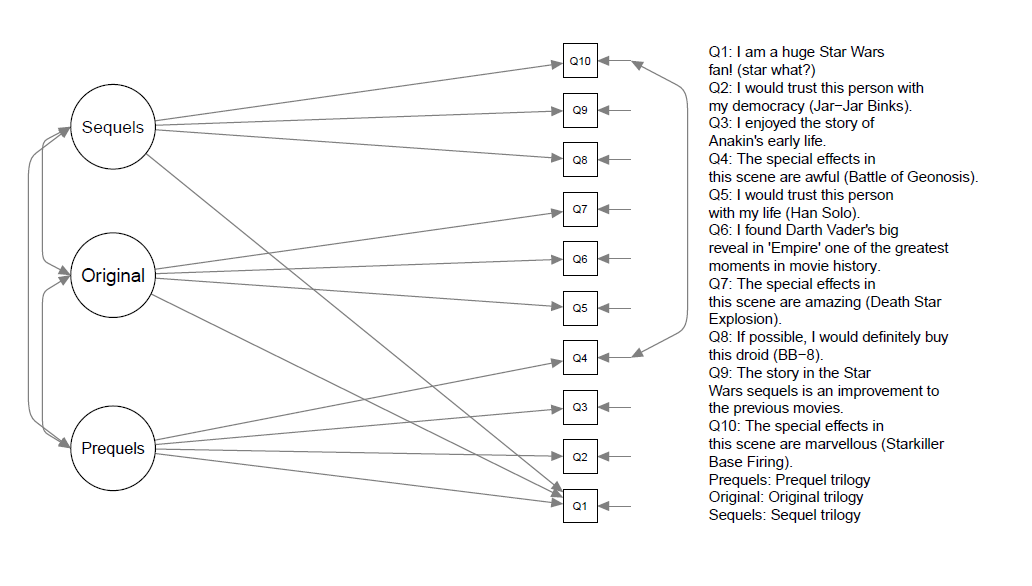 Sequels
Original
Prequels
Q10
Q9
Q8
Q7
Q6
Q5
Q4
Q3
Q2
Q1
Q1: I am a huge Star Wars
fan! (star what?)
Q2: I would trust this person with
my democracy (Jar−Jar Binks).
Q3: I enjoyed the story of
Anakin's early life.
Q4: The special effects in
this scene are awful (Battle of Geonosis).
Q5: I would trust this person
with my life (Han Solo).
Q6: I found Darth Vader's big
reveal in 'Empire' one of the greatest
moments in movie history.
Q7: The special effects in
this scene are amazing (Death Star
Explosion).
Q8: If possible, I would definitely buy
this droid (BB−8).
Q9: The story in the Star
Wars sequels is an improvement to
the previous movies.
Q10: The special effects in
this scene are marvellous (Starkiller
Base Firing).
Prequels: Prequel trilogy
Original: Original trilogy
Sequels: Sequel trilogy